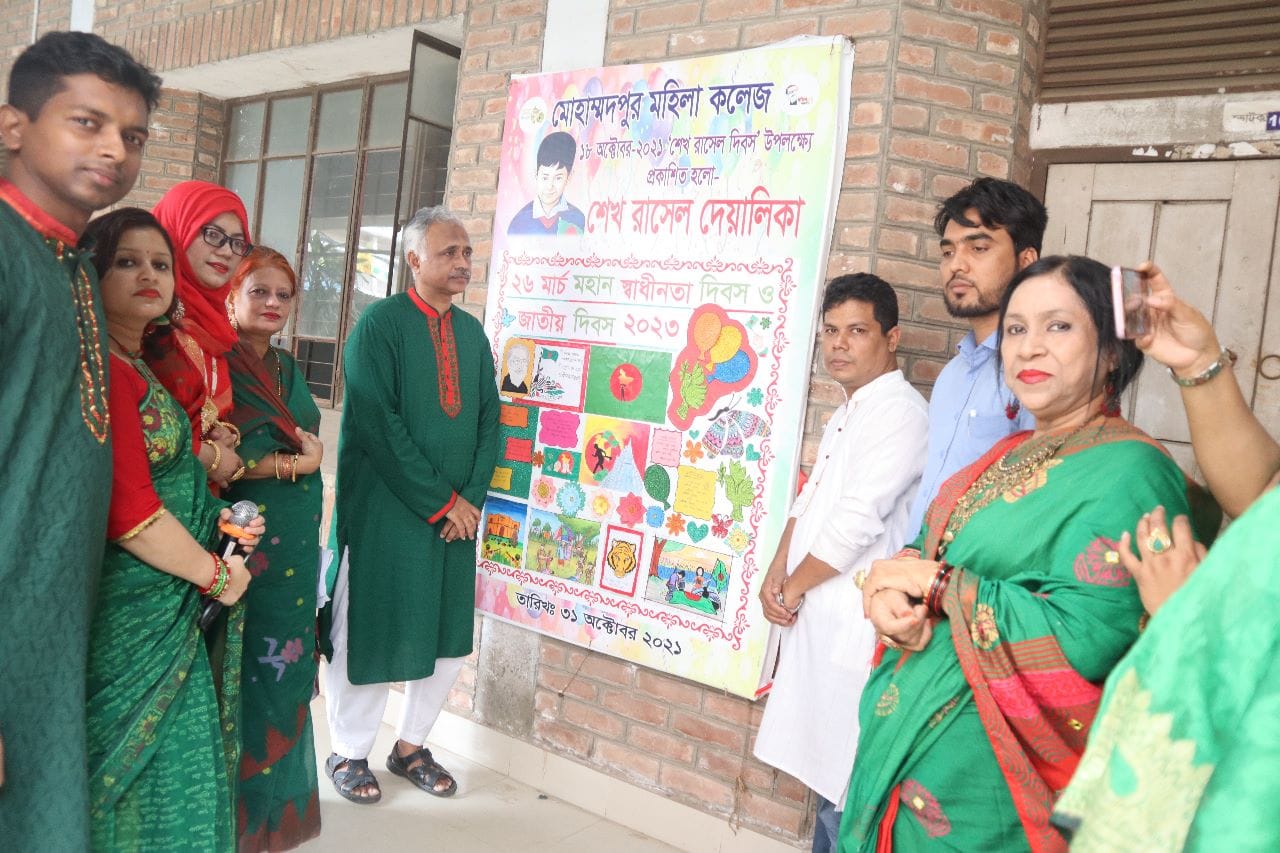 মোহাম্মদপুর মহিলা কলেজ
১৮ অক্টোবর-২০২১ ‘শেখ রাসেল দিবস’ উপলক্ষ্যে
প্রকাশিত হলো-
শেখ রাসেল দেয়ালিকা
২৬ মার্চ মহান স্বাধীনতা দিবস ও
জাতীয় দিবস ২০২৩
তারিখঃ ৩১ অক্টোবর ২০২১